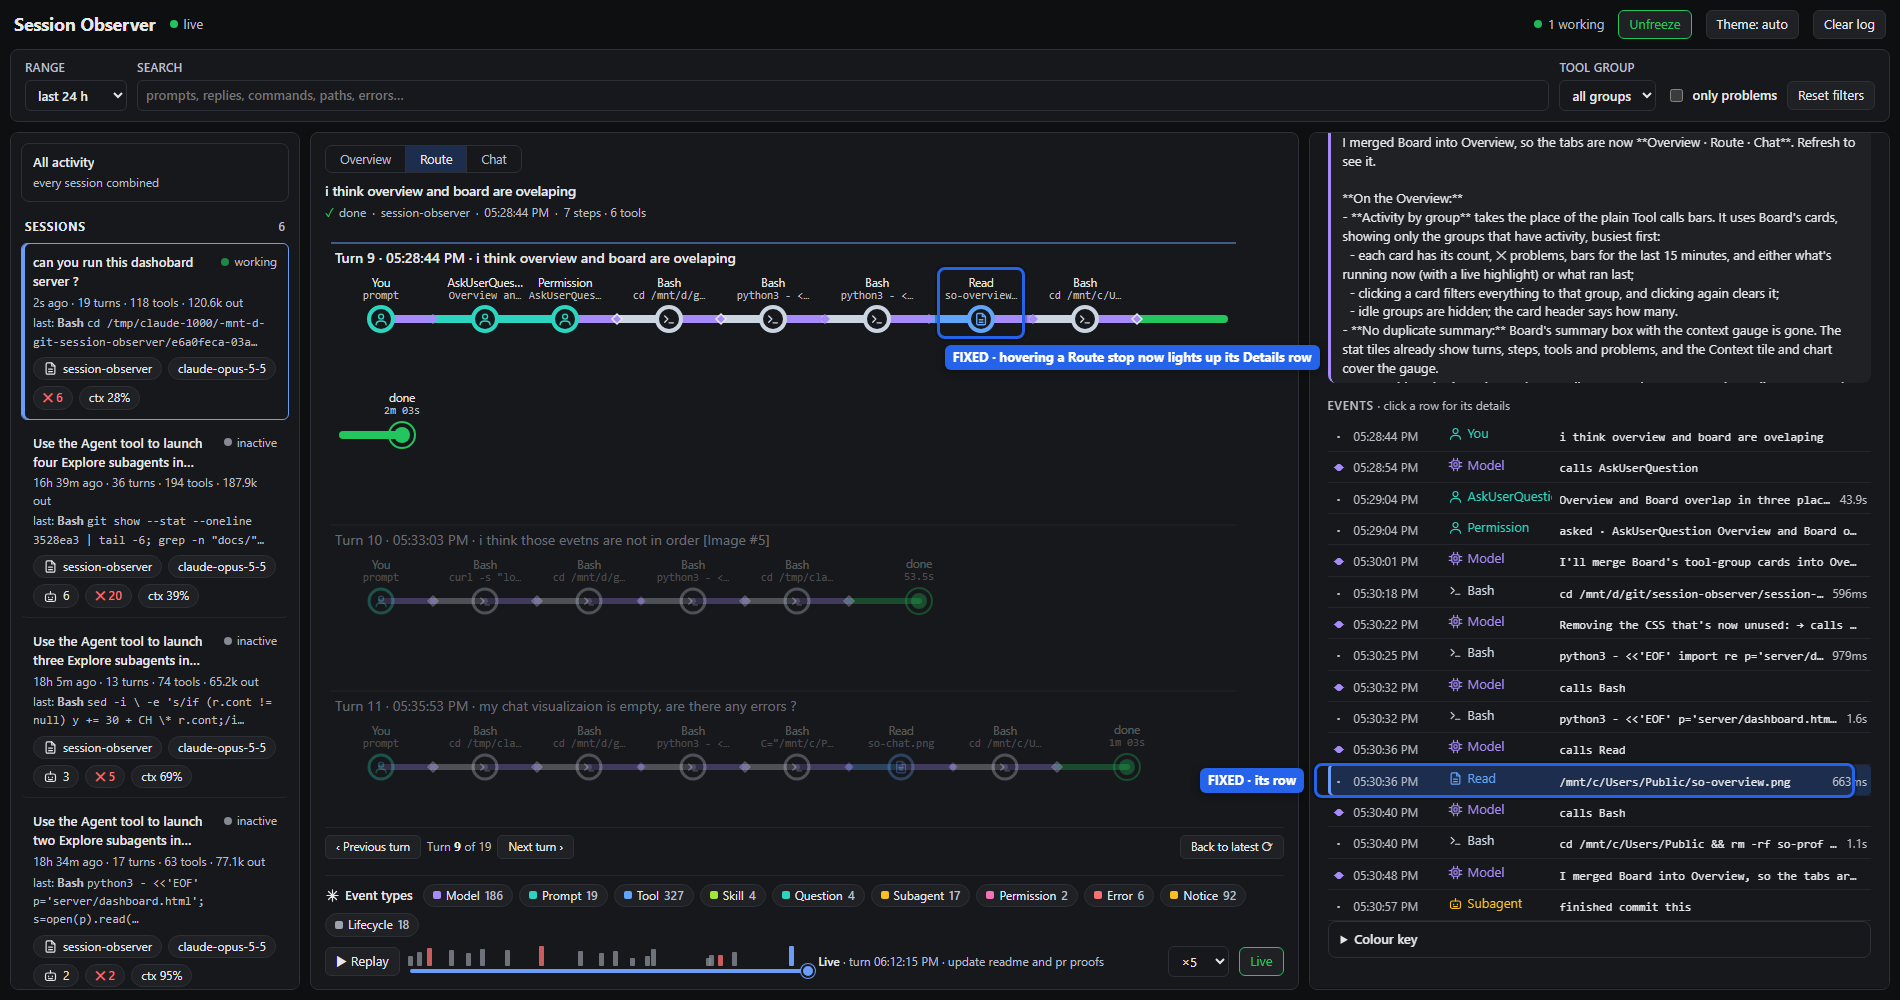 Session Observer
live
1 working
Unfreeze
Theme: auto
Clear log
RANGE
last 24 h
SEARCH
prompts, replies, commands, paths, errors...
TOOL GROUP
all groups
only problems
Reset filters
All activity
every session combined
SESSIONS 6
can you run this dashobard server ?
working
2s ago · 19 turns · 118 tools · 120.6k out
last: Bash cd /tmp/claude-1000/-mnt-d-
git-session-observer/e6a0feca-03a…
session-observer
claude-opus-5-5
✕ 6
ctx 28%
Use the Agent tool to launch
four Explore subagents in...
inactive
16h 39m ago · 36 turns · 194 tools · 187.9k
out
last: Bash git show --stat --oneline
3528ea3 | tail -6; grep -n "docs/"…
session-observer
claude-opus-5-5
6
✕ 20
ctx 39%
Use the Agent tool to launch
three Explore subagents in...
inactive
18h 5m ago · 13 turns · 74 tools · 65.2k out
last: Bash sed -i \ -e 's/if (r.cont !=
null) y += 30 + CH \* r.cont;/i…
session-observer
claude-opus-5-5
3
✕ 5
ctx 69%
Use the Agent tool to launch
two Explore subagents in...
inactive
18h 34m ago · 17 turns · 63 tools · 77.1k out
last: Bash python3 - <<'EOF'
p='server/dashboard.html';
s=open(p).read(…
session-observer
claude-opus-5-5
2
✕ 2
ctx 95%
Overview
Route
Chat
i think overview and board are ovelaping
✓ done · session-observer · 05:28:44 PM · 7 steps · 6 tools
Turn 9 · 05:28:44 PM · i think overview and board are ovelaping
You
prompt
AskUserQues...
Overview an…
Permission
AskUserQues…
Bash
cd /mnt/d/g…
Bash
python3 - <…
Bash
python3 - <…
Read
so-overview…
Bash
cd /mnt/c/U…
FIXED · hovering a Route stop now lights up its Details row
done
2m 03s
Turn 10 · 05:33:03 PM · i think those evetns are not in order [Image #5]
You
prompt
Bash
curl -s "lo…
Bash
cd /mnt/d/g…
Bash
python3 - <…
Bash
cd /tmp/cla…
done
53.5s
Turn 11 · 05:35:53 PM · my chat visualizaion is empty, are there any errors ?
You
prompt
Bash
cd /tmp/cla…
Bash
cd /mnt/d/g…
Bash
python3 - <…
Bash
C="/mnt/c/P…
Read
so-chat.png
Bash
cd /mnt/c/U…
done
1m 03s
FIXED · its row
‹ Previous turn
Turn 9 of 19
Next turn ›
Back to latest
Event types
Model 186
Prompt 19
Tool 327
Skill 4
Question 4
Subagent 17
Permission 2
Error 6
Notice 92
Lifecycle 18
Replay
Live · turn 06:12:15 PM · update readme and pr proofs
×5
Live
I merged Board into Overview, so the tabs are now **Overview · Route · Chat**. Refresh to
see it.
**On the Overview:**
- **Activity by group** takes the place of the plain Tool calls bars. It uses Board's cards,
showing only the groups that have activity, busiest first:
- each card has its count, ✕ problems, bars for the last 15 minutes, and either what's
running now (with a live highlight) or what ran last;
- clicking a card filters everything to that group, and clicking again clears it;
- idle groups are hidden; the card header says how many.
- **No duplicate summary:** Board's summary box with the context gauge is gone. The
stat tiles already show turns, steps, tools and problems, and the Context tile and chart
cover the gauge.
EVENTS · click a row for its details
05:28:44 PM You i think overview and board are ovelaping
05:28:54 PM Model calls AskUserQuestion
05:29:04 PM AskUserQuesti Overview and Board overlap in three plac… 43.9s
05:29:04 PM Permission asked · AskUserQuestion Overview and Board o…
05:30:01 PM Model I'll merge Board's tool-group cards into Ove…
05:30:18 PM Bash cd /mnt/d/git/session-observer/session-… 596ms
05:30:22 PM Model Removing the CSS that's now unused: → calls …
05:30:25 PM Bash python3 - <<'EOF' import re p='server/d… 979ms
05:30:32 PM Model calls Bash
05:30:32 PM Bash python3 - <<'EOF' p='server/dashboard.htm… 1.6s
05:30:36 PM Model calls Read
05:30:36 PM Read /mnt/c/Users/Public/so-overview.png 663ms
05:30:40 PM Model calls Bash
05:30:40 PM Bash cd /mnt/c/Users/Public && rm -rf so-prof … 1.1s
05:30:48 PM Model I merged Board into Overview, so the tabs ar…
05:30:57 PM Subagent finished commit this
Colour key